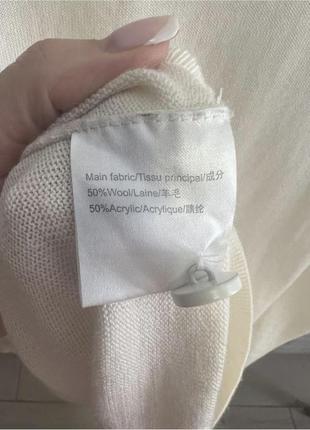 Main fabric/Tissu principal/成分
50%Wool/Laine/羊毛
50%Acrylic/Acrylique/腈纶